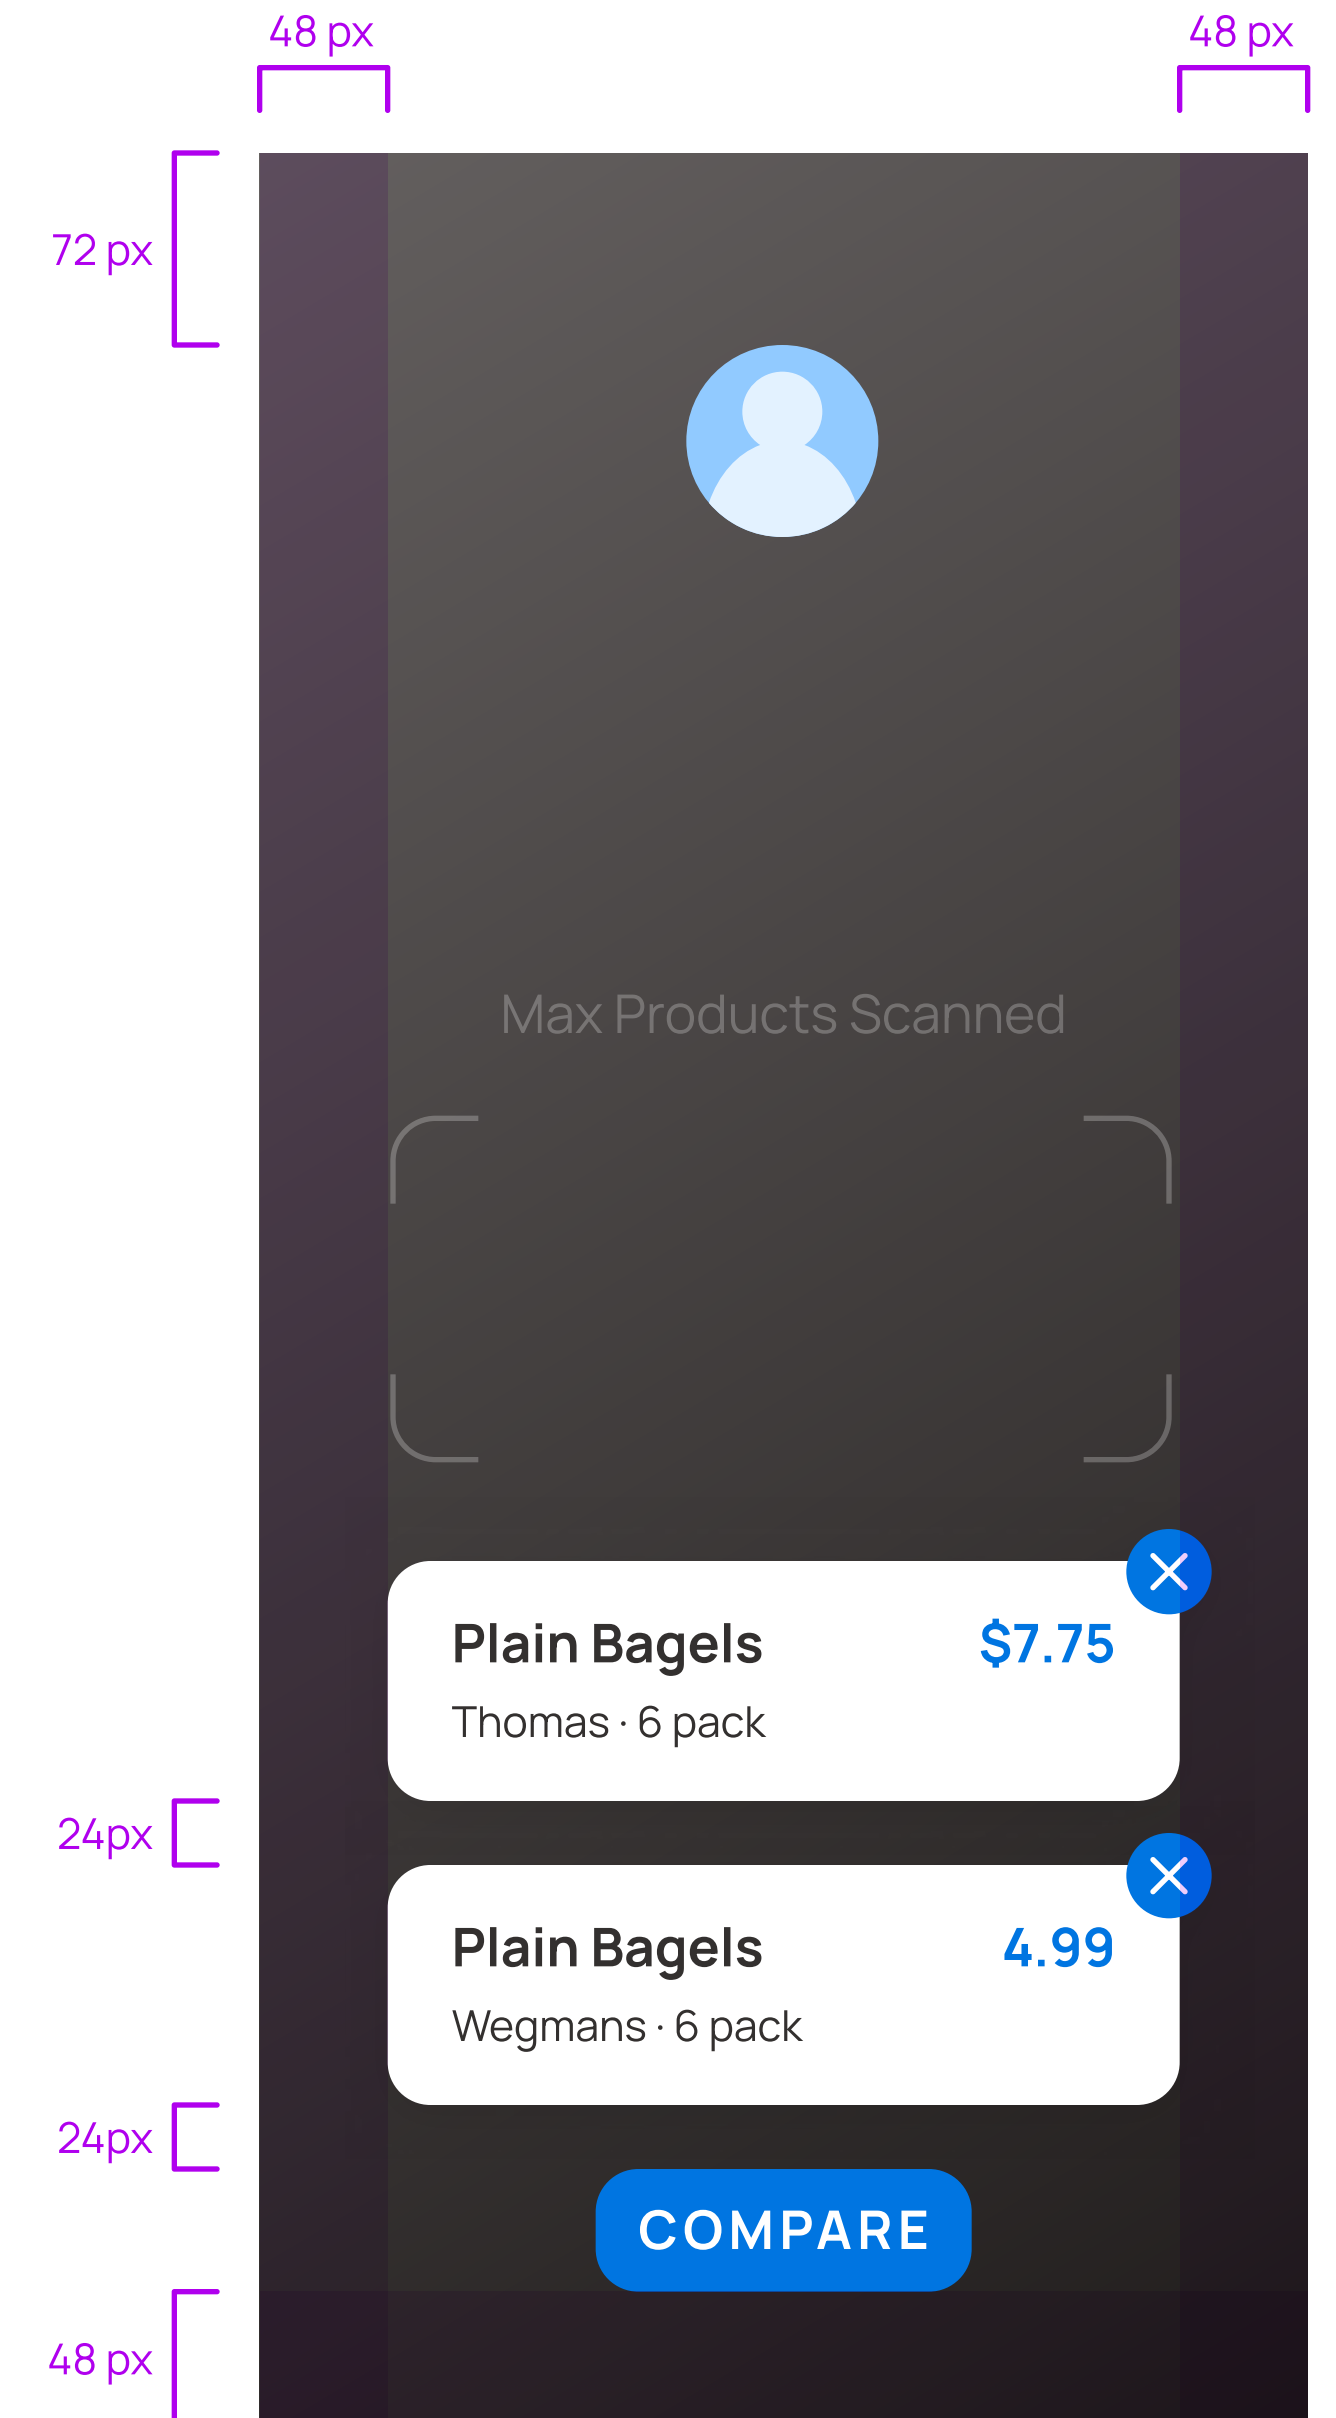 48 px 48 px
72 px
Max Products Scanned
Plain Bagels $7.75
Thomas · 6 pack
24px
Plain Bagels 4.99
Wegmans · 6 pack
24px
COMPARE
48 px